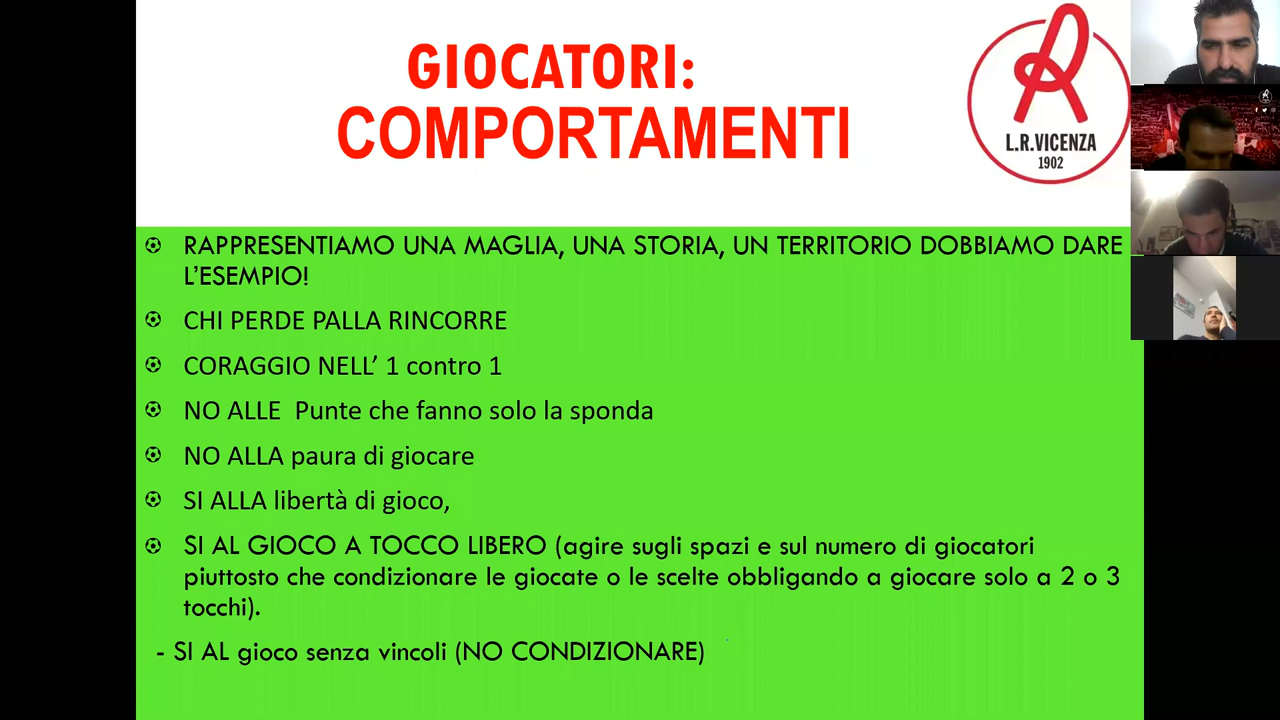 GIOCATORI:
COMPORTAMENTI
L.R.VICENZA
1902
RAPPRESENTIAMO UNA MAGLIA, UNA STORIA, UN TERRITORIO DOBBIAMO DARE
L'ESEMPIO!
CHI PERDE PALLA RINCORRE
CORAGGIO NELL' 1 contro 1
NO ALLE Punte che fanno solo la sponda
NO ALLA paura di giocare
SI ALLA libertà di gioco,
SI AL GIOCO A TOCCO LIBERO (agire sugli spazi e sul numero di giocatori
piuttosto che condizionare le giocate o le scelte obbligando a giocare solo a 2 o 3
tocchi).
- SI AL gioco senza vincoli (NO CONDIZIONARE)